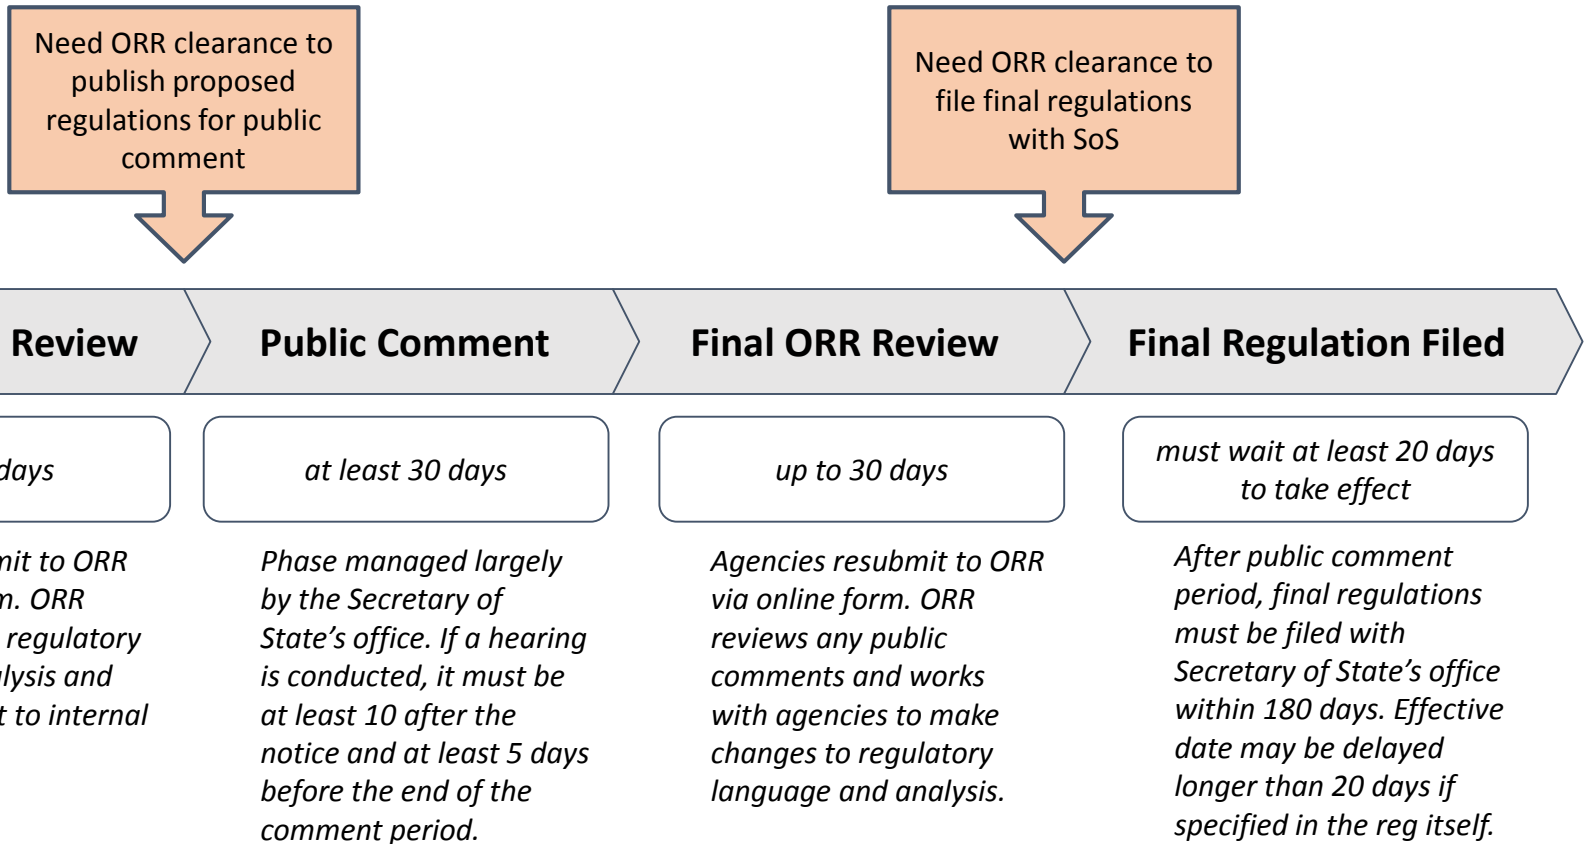 Need ORR clearance to
publish proposed
regulations for public
comment
Need ORR clearance to
file final regulations
with SoS
Review
Public Comment
Final ORR Review
Final Regulation Filed
days
at least 30 days
up to 30 days
must wait at least 20 days
to take effect
to ORR
ORR
regulatory
and
to internal
Phase managed largely
by the Secretary of
State’s office. If a hearing
is conducted, it must be
at least 10 after the
notice and at least 5 days
before the end of the
comment period.
Agencies resubmit to ORR
via online form. ORR
reviews any public
comments and works
with agencies to make
changes to regulatory
language and analysis.
After public comment
period, final regulations
must be filed with
Secretary of State’s office
within 180 days. Effective
date may be delayed
longer than 20 days if
specified in the reg itself.